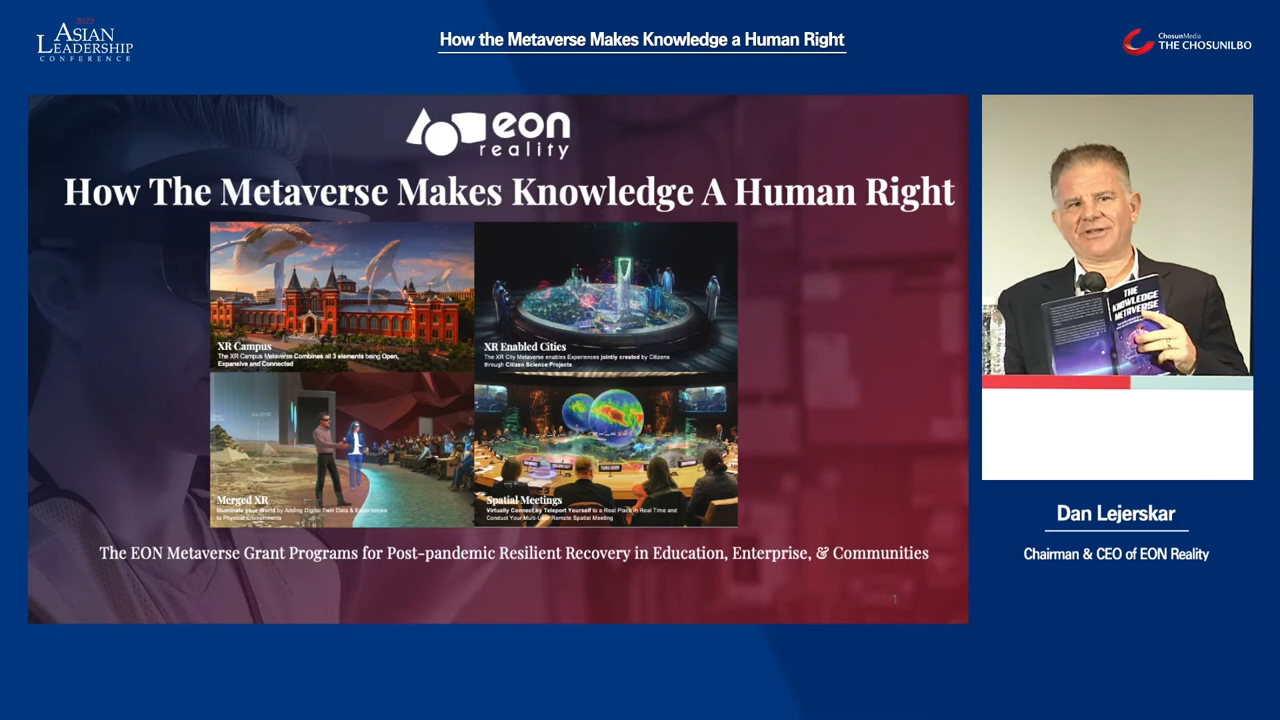 2022
ASIAN
LEADERSHIP
CONFERENCE
How the Metaverse Makes Knowledge a Human Right
ChosunMedia
THE CHOSUNILBO
eon
reality
How The Metaverse Makes Knowledge A Human Right
XR Campus
The XR Campus Metaverse Combines all 3 elements being Open,
Expansive and Connected
XR Enabled Cities
The XR City Metaverse enables Experiences jointly created by Citizens
through Citizen Science Projects
Merged XR
Illuminate your World by Adding Digital Twin Data & Experiences
to Physical Environments
Spatial Meetings
Virtually Connect by Teleport Yourself to a Real Place in Real Time and
Conduct Your Multi-User Remote Spatial Meeting
The EON Metaverse Grant Programs for Post-pandemic Resilient Recovery in Education, Enterprise, & Communities
1
THE
KNOWLEDGE
METAVERSE
Dan Lejerskar
Chairman & CEO of EON Reality